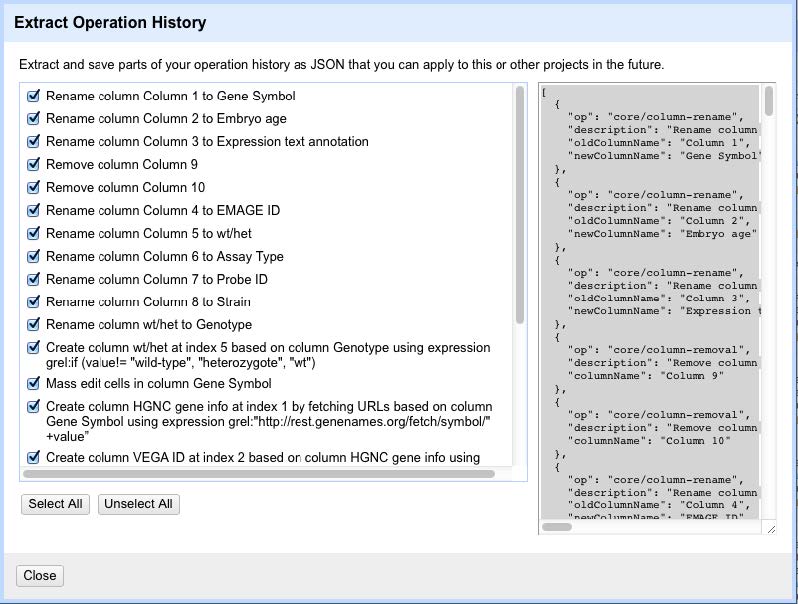 Extract Operation History
Extract and save parts of your operation history as JSON that you can apply to this or other projects in the future.
Rename column Column 1 to Gene Symbol
Rename column Column 2 to Embryo age
Rename column Column 3 to Expression text annotation
Remove column Column 9
Remove column Column 10
Rename column Column 4 to EMAGE ID
Rename column Column 5 to wt/het
Rename column Column 6 to Assay Type
Rename column Column 7 to Probe ID
Rename column Column 8 to Strain
Rename column wt/het to Genotype
Create column wt/het at index 5 based on column Genotype using expression
grel:if (value!= "wild-type", "heterozygote", "wt")
Mass edit cells in column Gene Symbol
Create column HGNC gene info at index 1 by fetching URLs based on column
Gene Symbol using expression grel:"http://rest.genenames.org/fetch/symbol/"
+value"
Create column VEGA ID at index 2 based on column HGNC gene info using
Select All
Unselect All
[
{
"op": "core/column-rename",
"description": "Rename column
"oldColumnName": "Column 1",
"newColumnName": "Gene Symbol"
},
{
"op": "core/column-rename",
"description": "Rename column
"oldColumnName": "Column 2",
"newColumnName": "Embryo age"
},
{
"op": "core/column-rename",
"description": "Rename column
"oldColumnName": "Column 3",
"newColumnName": "Expression t
},
{
"op": "core/column-removal",
"description": "Remove column
"columnName": "Column 9"
},
{
"op": "core/column-removal",
"description": "Remove column
"columnName": "Column 10"
},
{
"op": "core/column-rename",
"description": "Rename column
"oldColumnName": "Column 4",
"newColumnName": "EMAGE ID"
Close